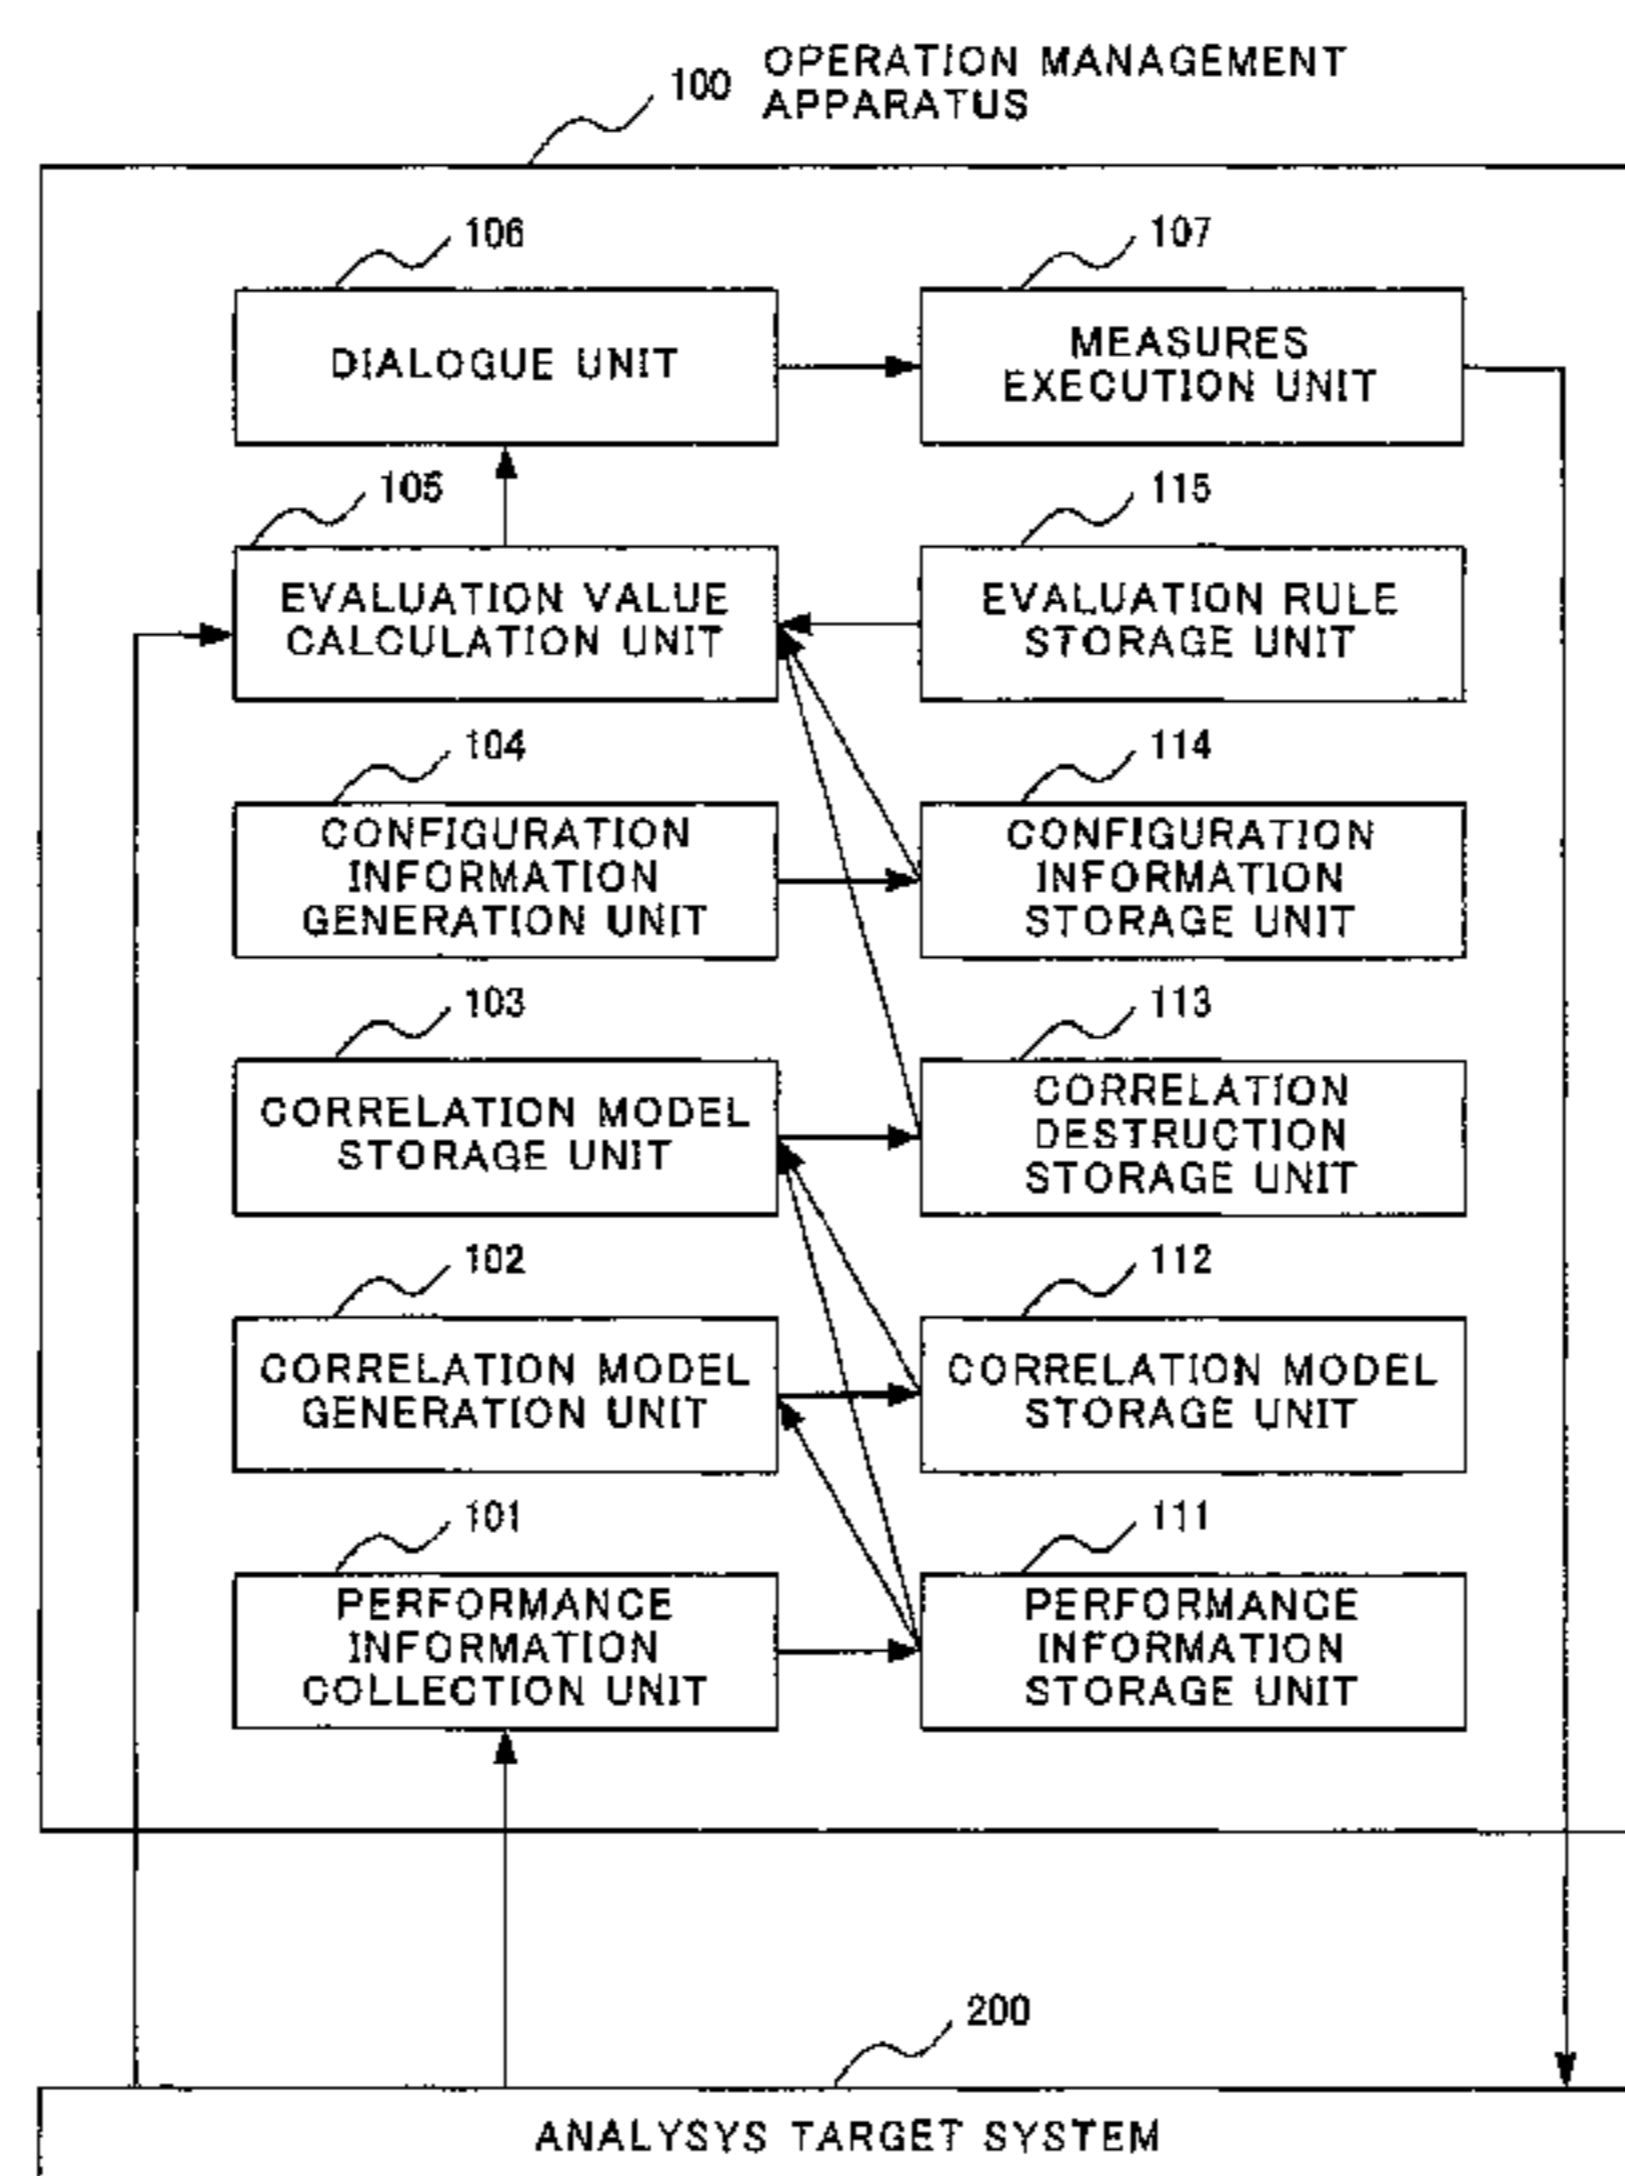 100
OPERATION MANAGEMENT
APPARATUS
106
107
DIALOGUE UNIT
MEASURES
EXECUTION UNIT
105
115
EVALUATION VALUE
CALCULATION UNIT
EVALUATION RULE
STORAGE UNIT
104
114
CONFIGURATION
INFORMATION
GENERATION UNIT
CONFIGURATION
INFORMATION
STORAGE UNIT
103
113
CORRELATION MODEL
STORAGE UNIT
CORRELATION
DESTRUCTION
STORAGE UNIT
102
112
CORRELATION MODEL
GENERATION UNIT
CORRELATION MODEL
STORAGE UNIT
101
111
PERFORMANCE
INFORMATION
COLLECTION UNIT
PERFORMANCE
INFORMATION
STORAGE UNIT
200
ANALYSYS TARGET SYSTEM